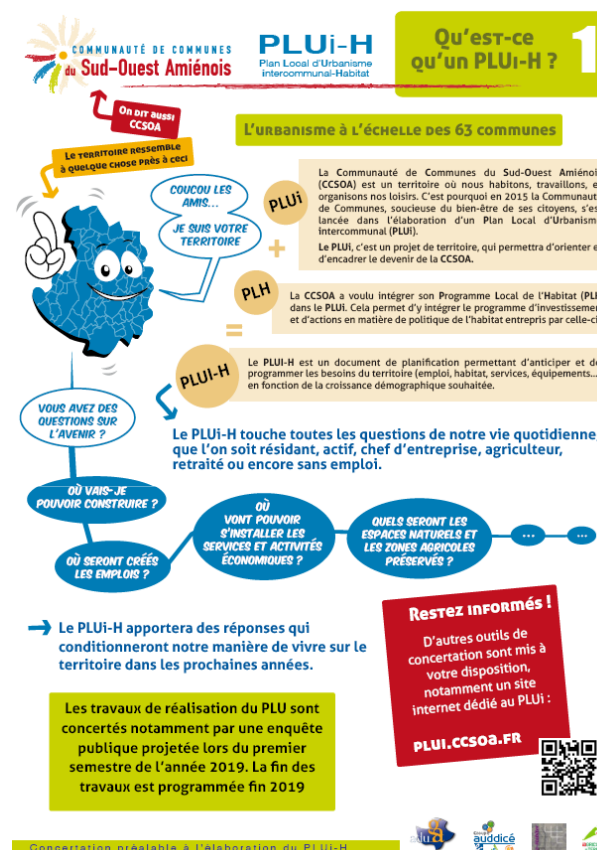 COMMUNAUTÉ DE COMMUNES
du Sud-Ouest Amiénois
PLUi-H
Plan Local d'Urbanisme
intercommunal-Habitat
Qu'est-ce
qu'un PLUi-H ?
1
On dit aussi
CCSOA
L'urbanisme à l'échelle des 63 communes
Le territoire ressemble
à quelque chose près à ceci
COUCOU LES
AMIS...
JE SUIS VOTRE
TERRITOIRE
PLUi
La Communauté de Communes du Sud-Ouest Amiénoi
(CCSOA) est un territoire où nous habitons, travaillons, e
organisons nos loisirs. C'est pourquoi en 2015 la Communaut
de Communes, soucieuse du bien-être de ses citoyens, s'es
lancée dans l'élaboration d'un Plan Local d'Urbanism
intercommunal (PLUi).
Le PLUi, c'est un projet de territoire, qui permettra d'orienter e
d'encadrer le devenir de la CCSOA.
+
PLH
La CCSOA a voulu intégrer son Programme Local de l'Habitat (PLH
dans le PLUi. Cela permet d'y intégrer le programme d'investissemen
et d'actions en matière de politique de l'habitat entrepris par celle-ci
=
PLUI-H
Le PLUI-H est un document de planification permettant d'anticiper et de
programmer les besoins du territoire (emploi, habitat, services, équipements...
en fonction de la croissance démographique souhaitée.
VOUS AVEZ DES
QUESTIONS SUR
L'AVENIR ?
Le PLUi-H touche toutes les questions de notre vie quotidienne
que l'on soit résidant, actif, chef d'entreprise, agriculteur,
retraité ou encore sans emploi.
OÙ VAIS-JE
POUVOIR CONSTRUIRE ?
OÙ SERONT CRÉÉS
LES EMPLOIS ?
OÙ
VONT POUVOIR
S'INSTALLER LES
SERVICES ET ACTIVITÉS
ÉCONOMIQUES ?
QUELS SERONT LES
ESPACES NATURELS ET
LES ZONES AGRICOLES
PRÉSERVÉS ?
...
...
Le PLUi-H apportera des réponses qui
conditionneront notre manière de vivre sur le
territoire dans les prochaines années.
Restez informés !
D'autres outils de
concertation sont mis à
votre disposition,
notamment un site
internet dédié au PLUi :
plui.ccsoa.fr
Les travaux de réalisation du PLU sont
concertés notamment par une enquête
publique projetée lors du premier
semestre de l'année 2019. La fin des
travaux est programmée fin 2019
Concertation préalable à l'élaboration du PLUi-H
auddicé